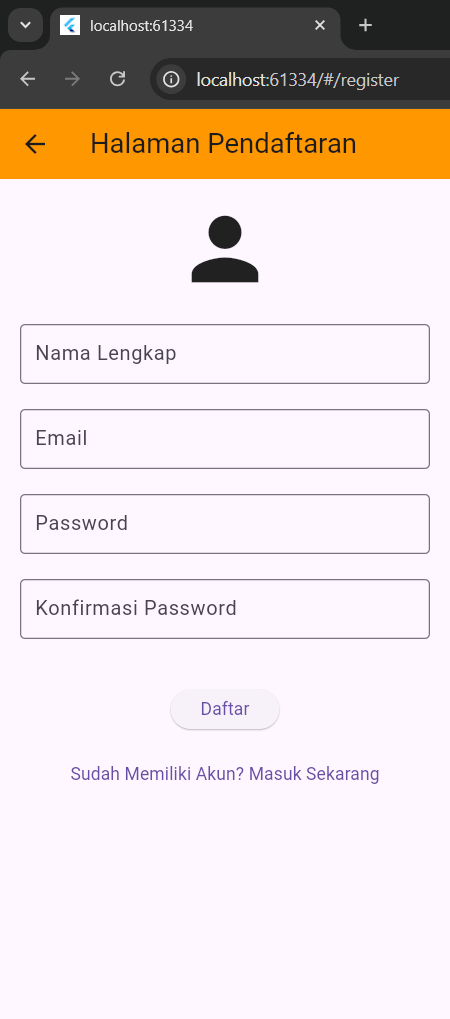 localhost:61334
localhost:61334/#/register
Halaman Pendaftaran
Nama Lengkap
Email
Password
Konfirmasi Password
Daftar
Sudah Memiliki Akun? Masuk Sekarang